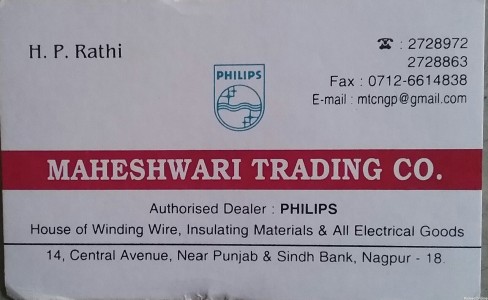 H. P. Rathi
☎ : 2728972
2728863
Fax : 0712-6614838
E-mail : mtcngp@gmail.com
PHILIPS
MAHESHWARI TRADING CO.
Authorised Dealer : PHILIPS
House of Winding Wire, Insulating Materials & All Electrical Goods
14, Central Avenue, Near Punjab & Sindh Bank, Nagpur - 18.